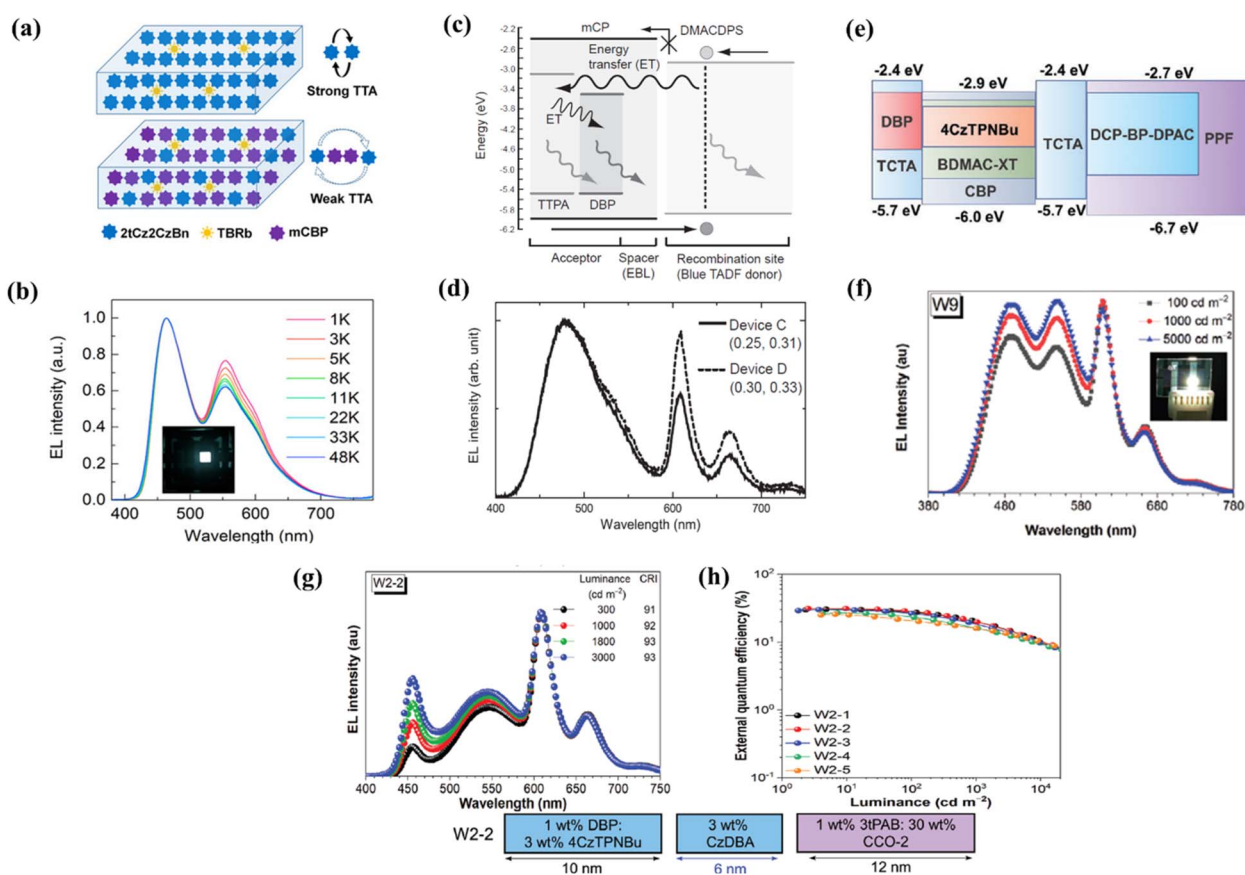 (a)
Strong TTA
Weak TTA
2tCz2CzBn TBRb mCBP
(b)
EL intensity (a.u.)
1.0
0.8
0.6
0.4
0.2
0.0
1K
3K
5K
8K
11K
22K
33K
48K
400 500 600 700
Wavelength (nm)
(c)
Energy (eV)
-2.2
-2.6
-3.0
-3.4
-3.8
-4.2
-4.6
-5.0
-5.4
-5.8
-6.2
mCP
DMACDPS
Energy
transfer (ET)
ET
TTPA DBP
Acceptor Spacer
(EBL)
Recombination site
(Blue TADF donor)
(d)
EL intensity (arb. unit)
Device C
(0.25, 0.31)
Device D
(0.30, 0.33)
400 500 600 700
Wavelength (nm)
(e)
-2.4 eV -2.9 eV -2.4 eV -2.7 eV
DBP
TCTA
4CzTPNBu
BDMAC-XT
CBP
TCTA
DCP-BP-DPAC
PPF
-5.7 eV -6.0 eV -5.7 eV -6.7 eV
(f)
W9
EL Intensity (au)
100 cd m⁻²
1000 cd m⁻²
5000 cd m⁻²
380 480 580 680 780
Wavelength (nm)
(g)
W2-2
EL intensity (au)
Luminance CRI
(cd m⁻²)
300 91
1000 92
1800 93
3000 93
400 450 500 550 600 650 700 750
Wavelength (nm)
(h)
External quantum efficiency (%)
10²
10¹
10⁰
10⁻¹
W2-1
W2-2
W2-3
W2-4
W2-5
10⁰ 10¹ 10² 10³ 10⁴
Luminance (cd m⁻²)
W2-2
1 wt% DBP:
3 wt% 4CzTPNBu
3 wt%
CzDBA
1 wt% 3tPAB: 30 wt%
CCO-2
10 nm 6 nm 12 nm